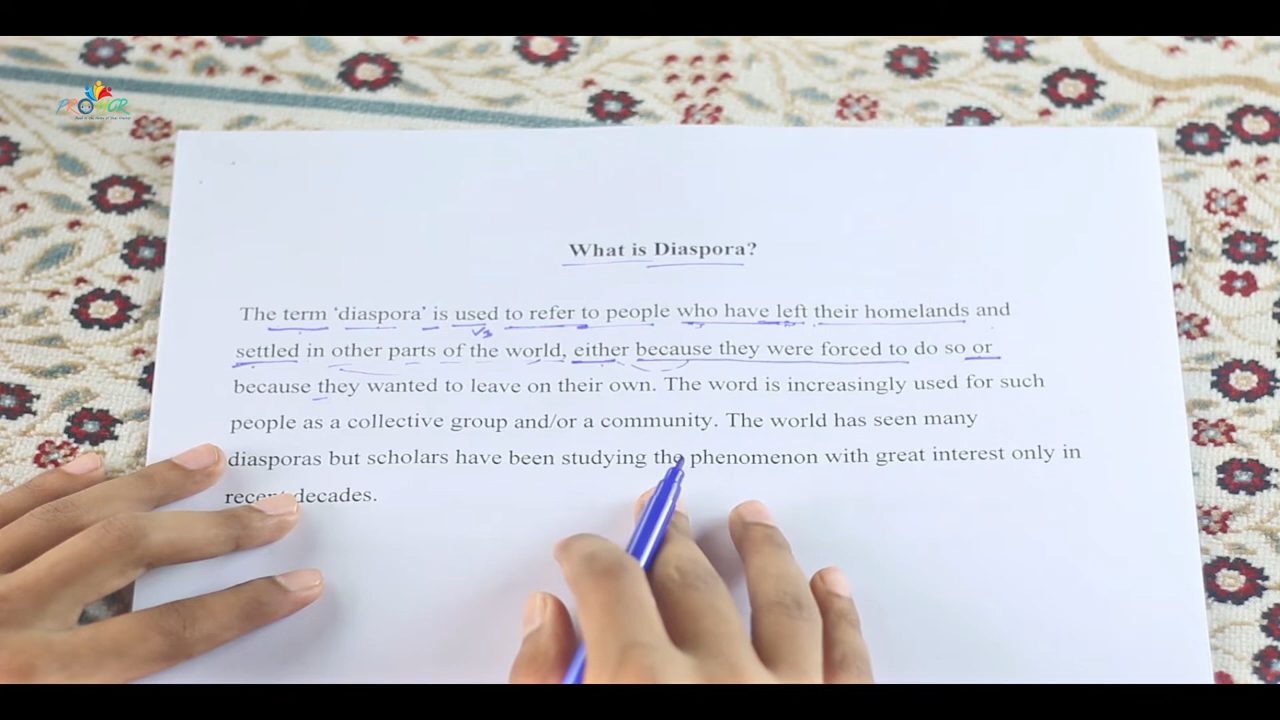 What is Diaspora?
The term ‘diaspora’ is used to refer to people who have left their homelands and
settled in other parts of the world, either because they were forced to do so or
because they wanted to leave on their own. The word is increasingly used for such
people as a collective group and/or a community. The world has seen many
diasporas but scholars have been studying the phenomenon with great interest only in
recent decades.